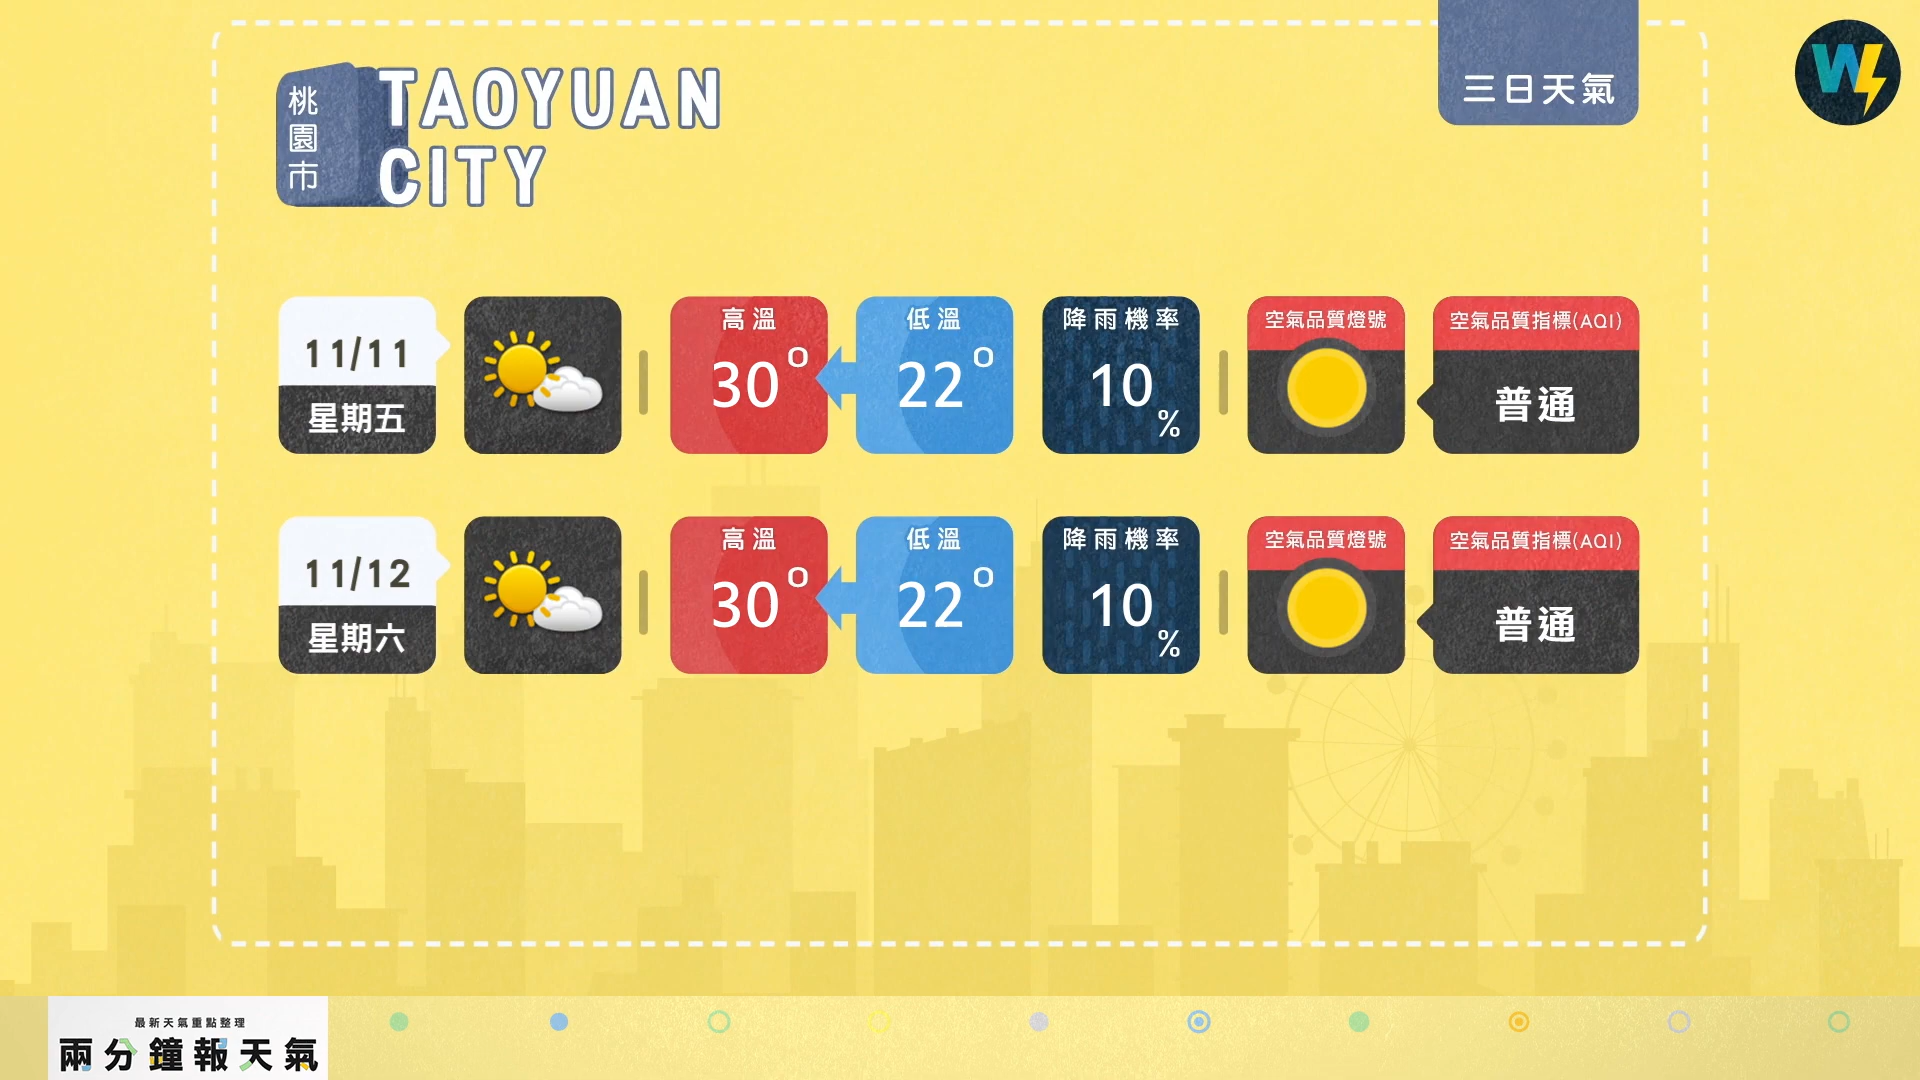 桃園市
TAOYUAN
CITY
三日天氣
W
11/11
星期五
高溫
30°
低溫
22°
降雨機率
10%
空氣品質燈號
空氣品質指標(AQI)
普通
11/12
星期六
高溫
30°
低溫
22°
降雨機率
10%
空氣品質燈號
空氣品質指標(AQI)
普通
最新天氣重點整理
兩分鐘報天氣